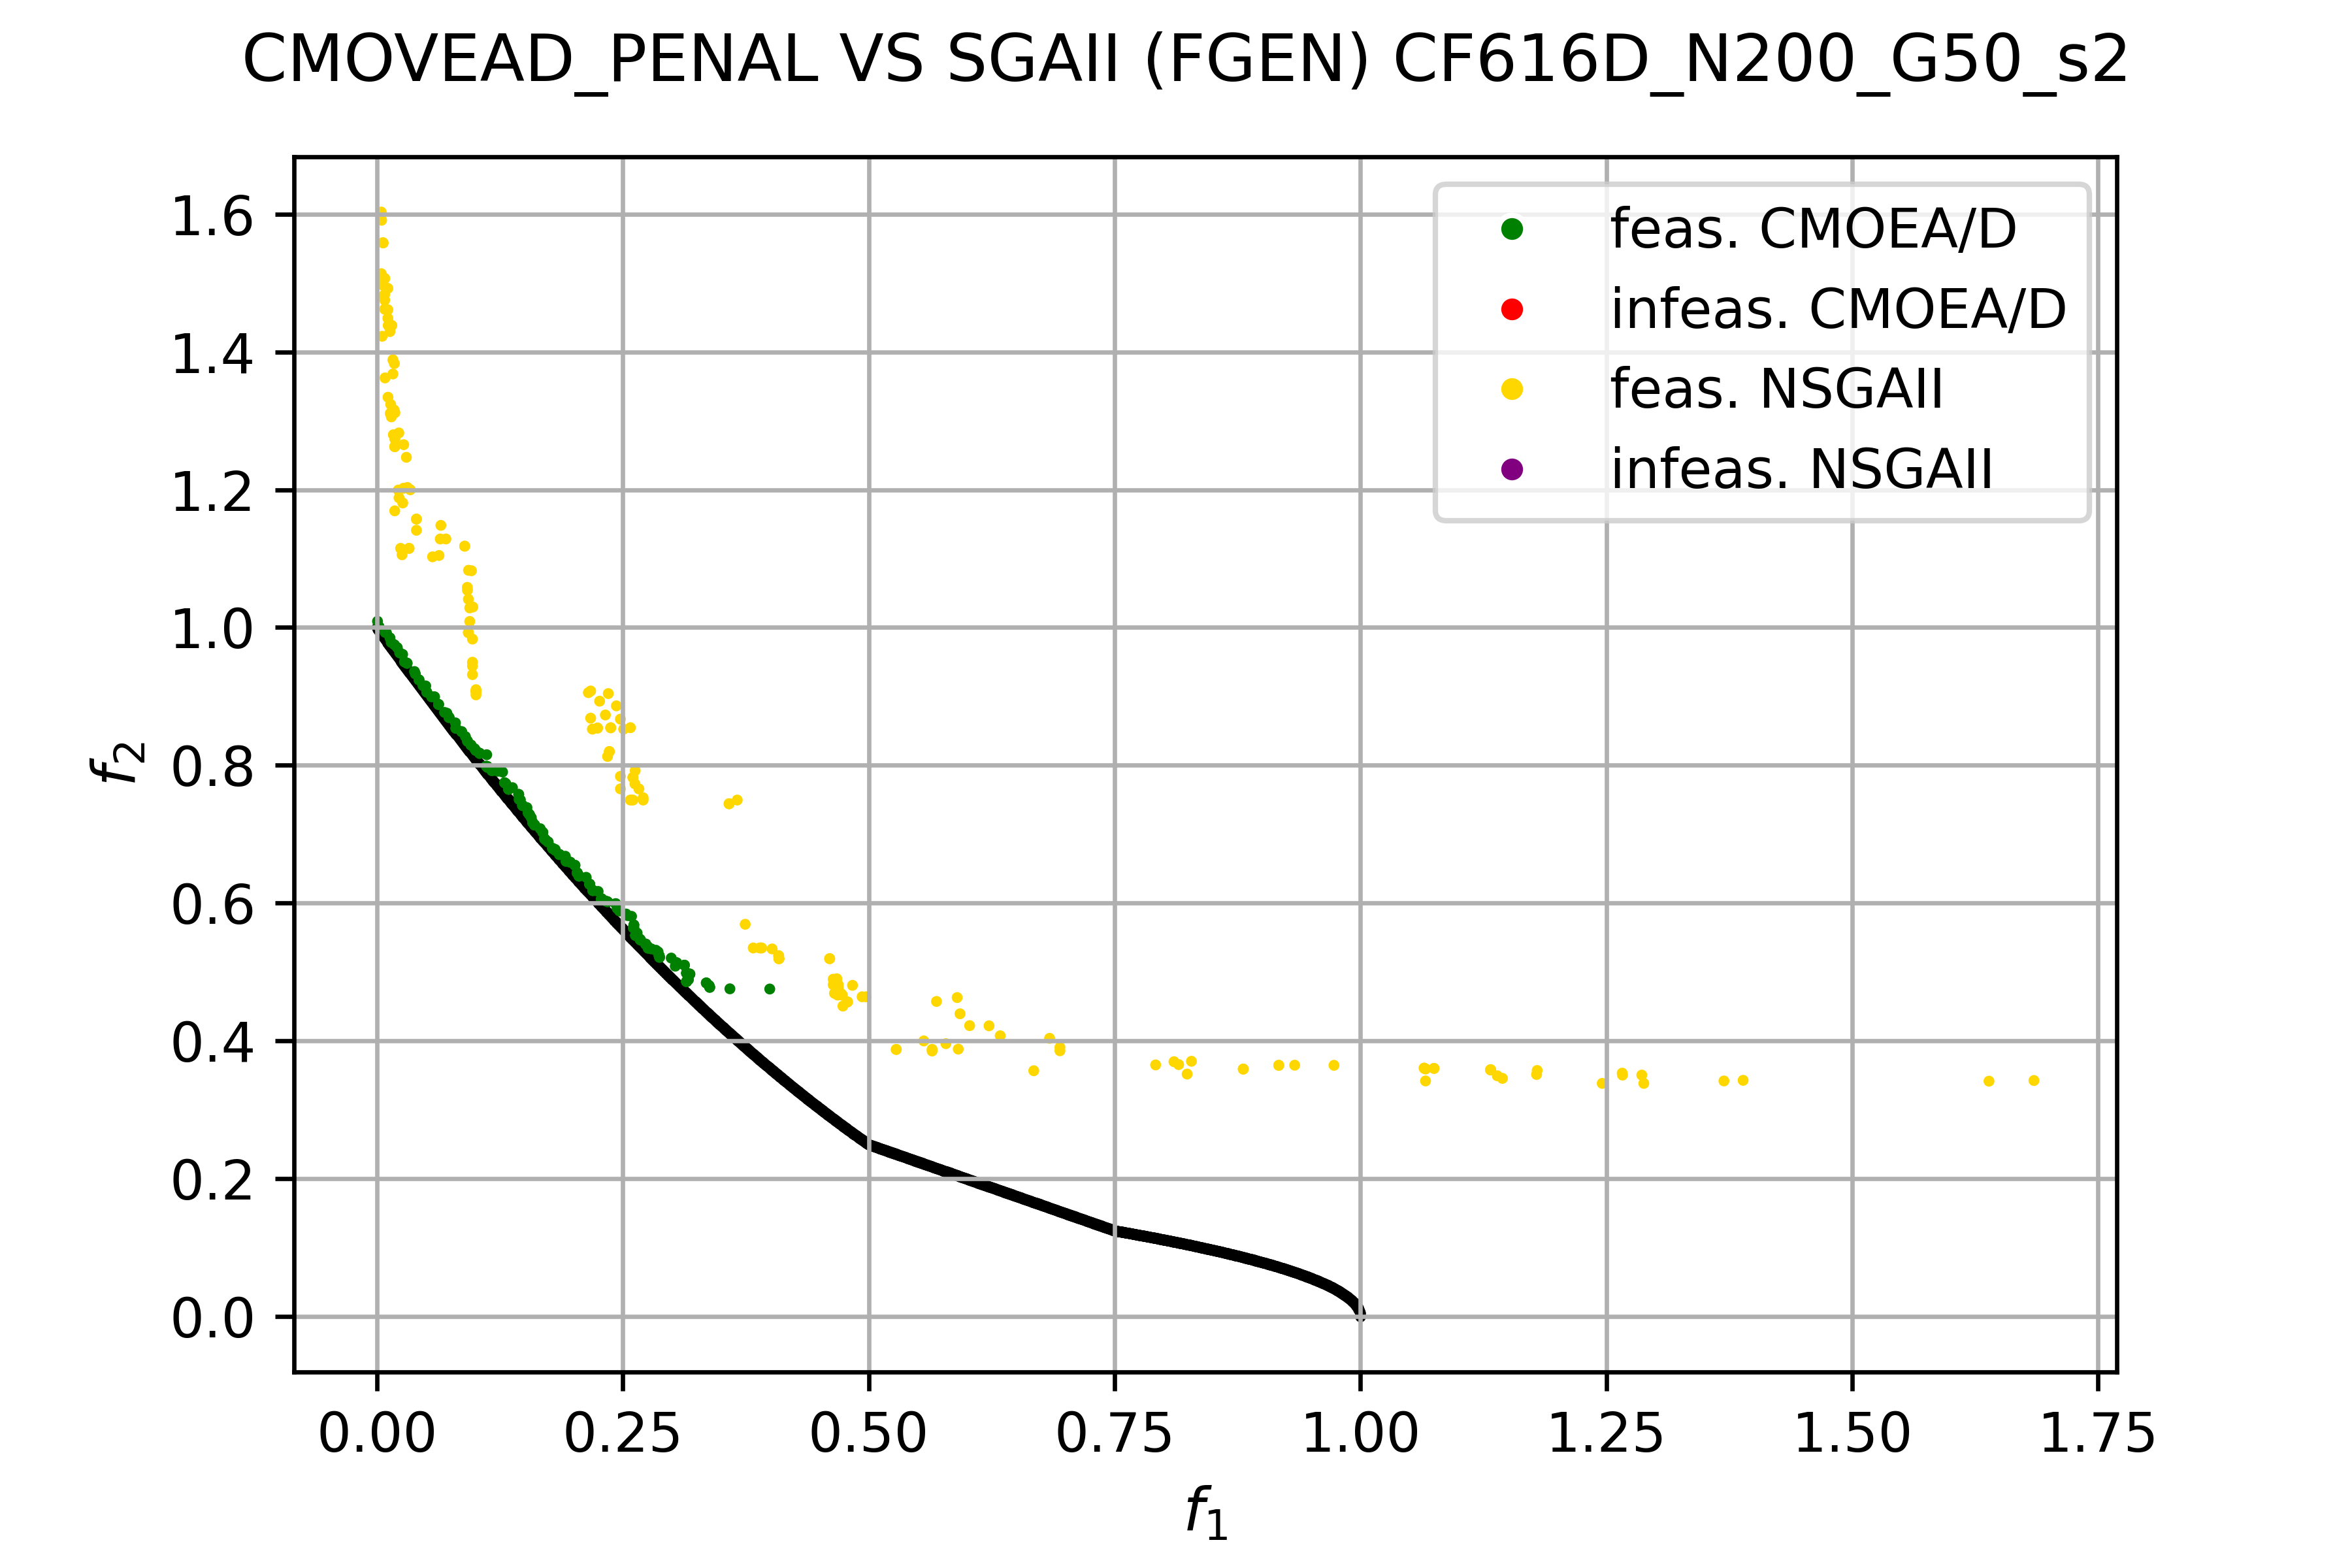 CMOVEAD_PENAL VS SGAII (FGEN) CF616D_N200_G50_s2
feas. CMOEA/D
infeas. CMOEA/D
feas. NSGAII
infeas. NSGAII
1.6
1.4
1.2
1.0
0.8
0.6
0.4
0.2
0.0
f2
0.00 0.25 0.50 0.75 1.00 1.25 1.50 1.75
f1